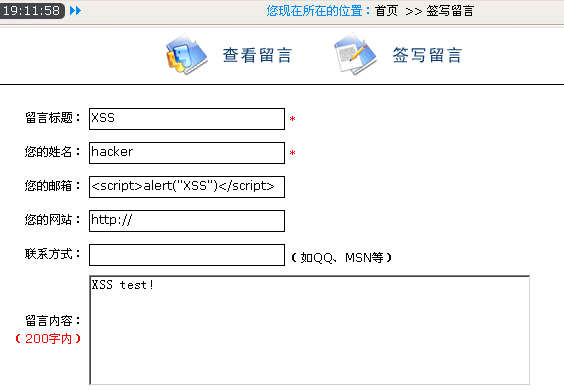 19:11:58 您现在所在的位置：首页 >> 签写留言
查看留言 签写留言
留言标题： XSS *
您的姓名： hacker *
您的邮箱： <script>alert("XSS")</script>
您的网站： http://
联系方式： （如QQ、MSN等）
XSS test!
留言内容：
（200字内）